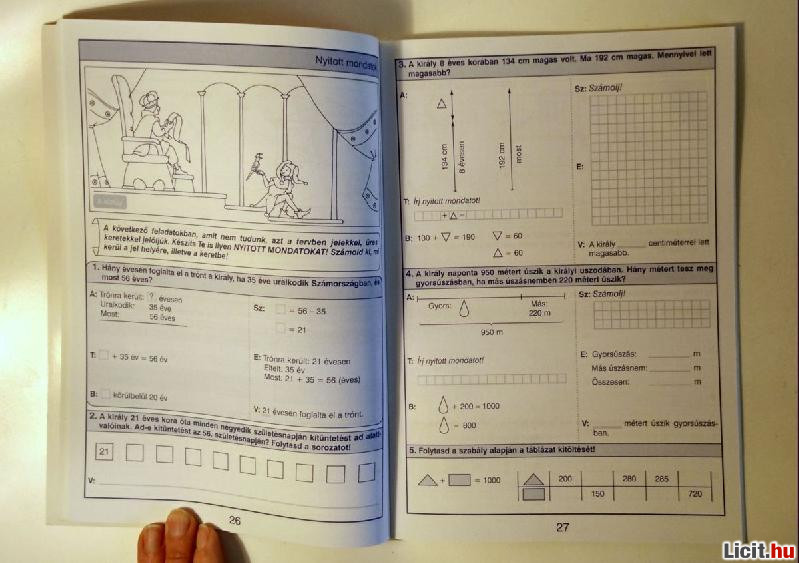 Nyitott mondatok
A király
A következő feladatokban, amit nem tudunk, azt a tervben jelekkel, üres
keretekkel jelöljük. Készíts Te is ilyen NYITOTT MONDATOKAT! Számold ki, mi
kerül a jel helyére, illetve a keretbe!
1. Hány évesen foglalta el a trónt a király, ha 35 éve uralkodik Számországban, és
most 56 éves?
A: Trónra került: ? évesen
Uralkodik: 35 éve
Most: 56 éves
Sz: □ = 56 - 35
□ = 21
T: □ + 35 év = 56 év
E: Trónra került: 21 évesen
Eltelt: 35 év
Most: 21 + 35 = 56 (éves)
B: □ körülbelül 20 év
V: 21 évesen foglalta el a trónt.
2. A király 21 éves kora óta minden negyedik születésnapján kitüntetést ad alatt-
valóinak. Ad-e kitüntetést az 56. születésnapján? Folytasd a sorozatot!
21
V:
26
3. A király 8 éves korában 134 cm magas volt. Ma 192 cm magas. Mennyivel lett
magasabb?
A:
△
134 cm
8 évesen
192 cm
most
Sz: Számolj!
E:
T: Írj nyitott mondatot!
+ △ =
B: 130 + ▽ = 190 ▽ = 60
△ = 60
V: A király ______ centiméterrel lett
magasabb.
4. A király naponta 950 métert úszik a királyi uszodában. Hány métert tesz meg
gyorsúszásban, ha más úszásnemben 220 métert úszik?
A:
Gyors: Más:
220 m
950 m
Sz: Számolj!
T: Írj nyitott mondatot!
E: Gyorsúszás: ______ m
Más úszásnem: ______ m
Összesen: ______ m
B: + 200 = 1000
= 800
V: ______ métert úszik gyorsúszás-
ban.
5. Folytasd a szabály alapján a táblázat kitöltését!
+ = 1000
200 280 285
150 720
27
Licit.hu